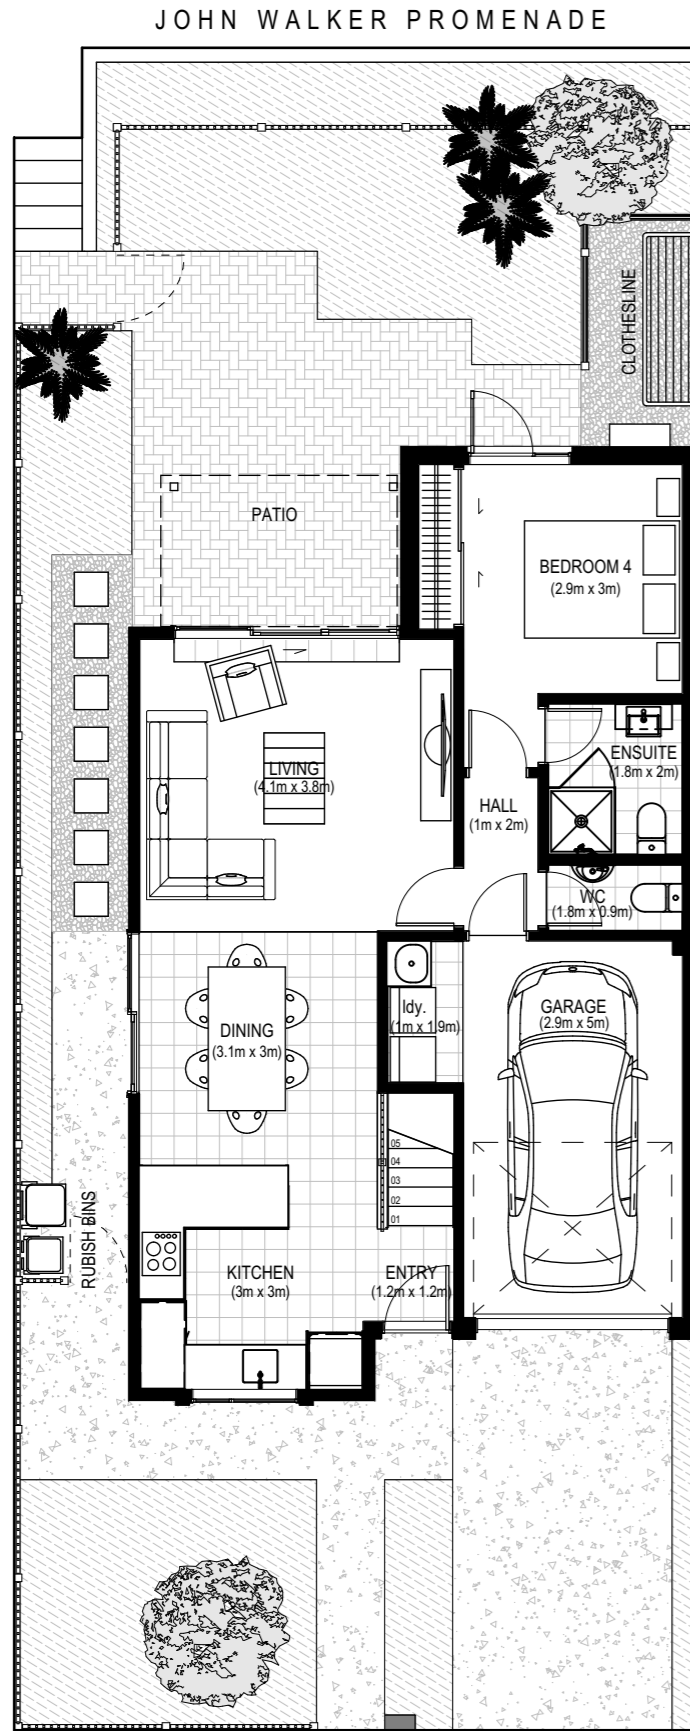 JOHN WALKER PROMENADE
CLOTHESLINE
PATIO
BEDROOM 4
(2.9m x 3m)
ENSUITE
(1.8m x 2m)
LIVING
(4.1m x 3.8m)
HALL
(1m x 2m)
WC
(1.8m x 0.9m)
ldy.
(1m x 1.9m)
GARAGE
(2.9m x 5m)
DINING
(3.1m x 3m)
05
04
03
02
01
RUBISH BINS
KITCHEN
(3m x 3m)
ENTRY
(1.2m x 1.2m)